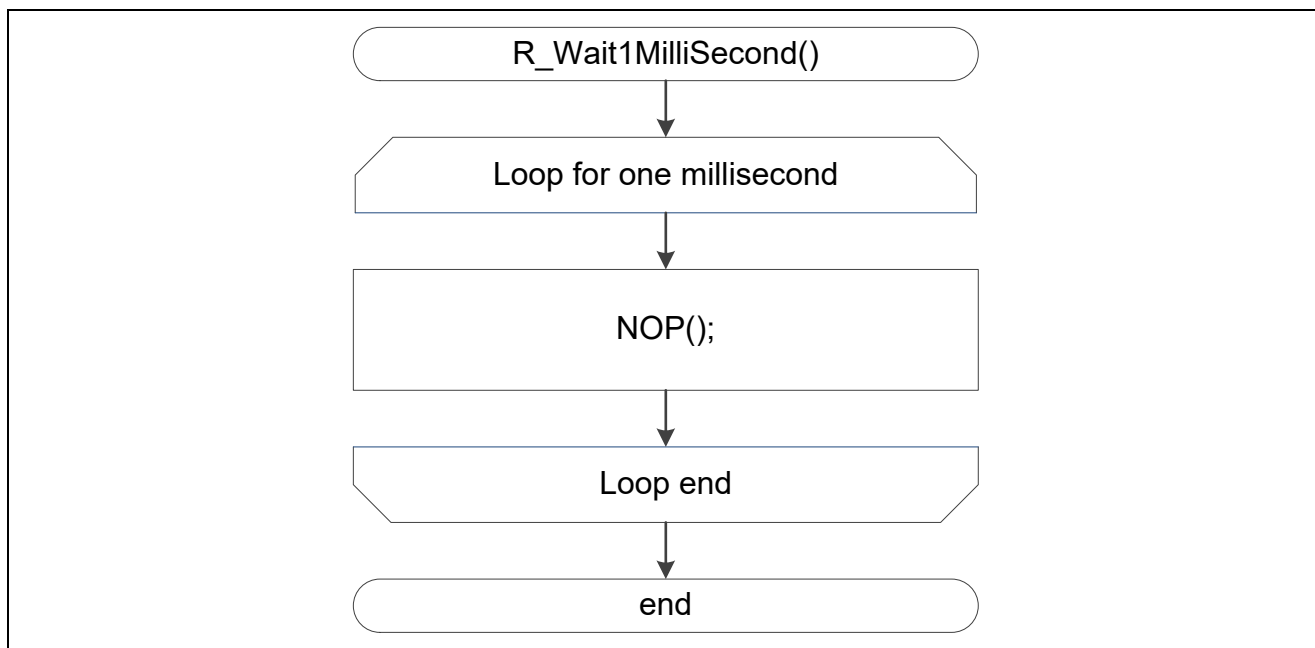 R_Wait1MilliSecond()
Loop for one millisecond
NOP();
Loop end
end